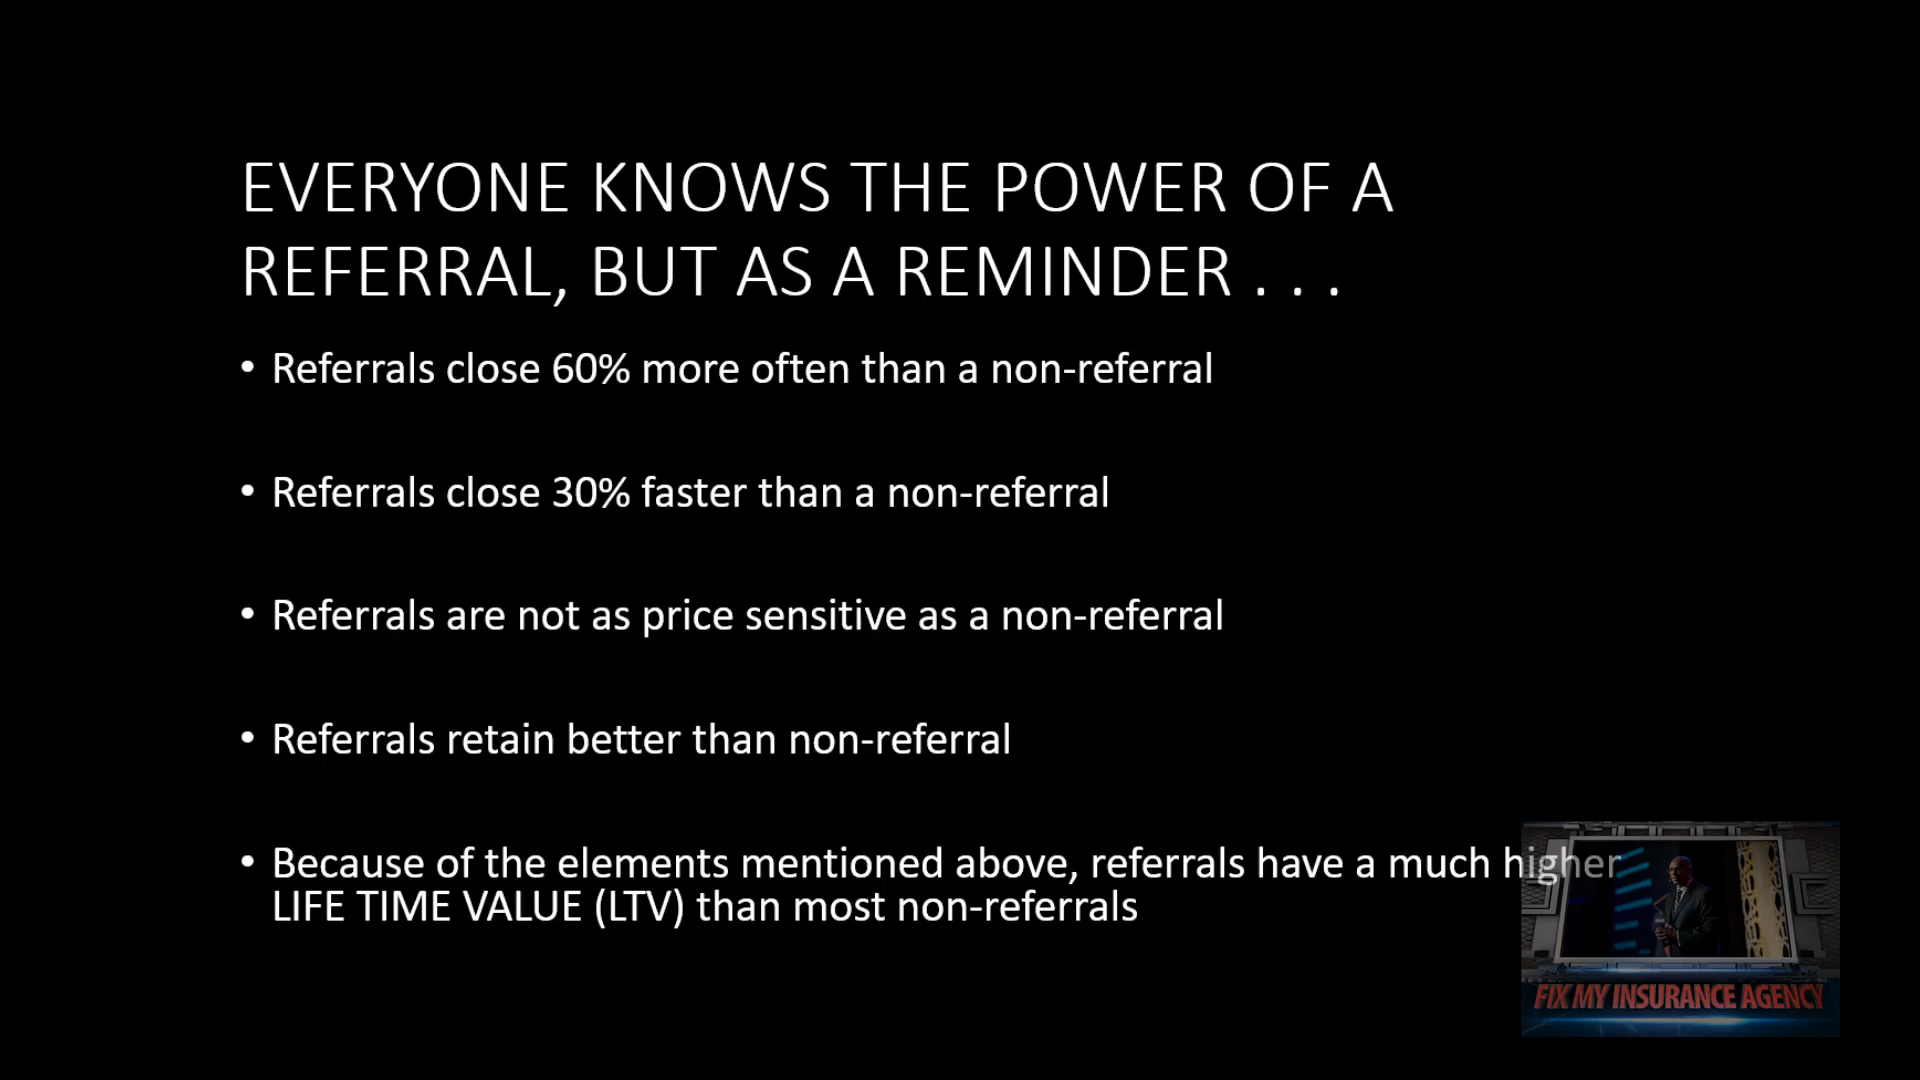 EVERYONE KNOWS THE POWER OF A
REFERRAL, BUT AS A REMINDER . . .
• Referrals close 60% more often than a non-referral
• Referrals close 30% faster than a non-referral
• Referrals are not as price sensitive as a non-referral
• Referrals retain better than non-referral
• Because of the elements mentioned above, referrals have a much higher
LIFE TIME VALUE (LTV) than most non-referrals
FIX MY INSURANCE AGENCY